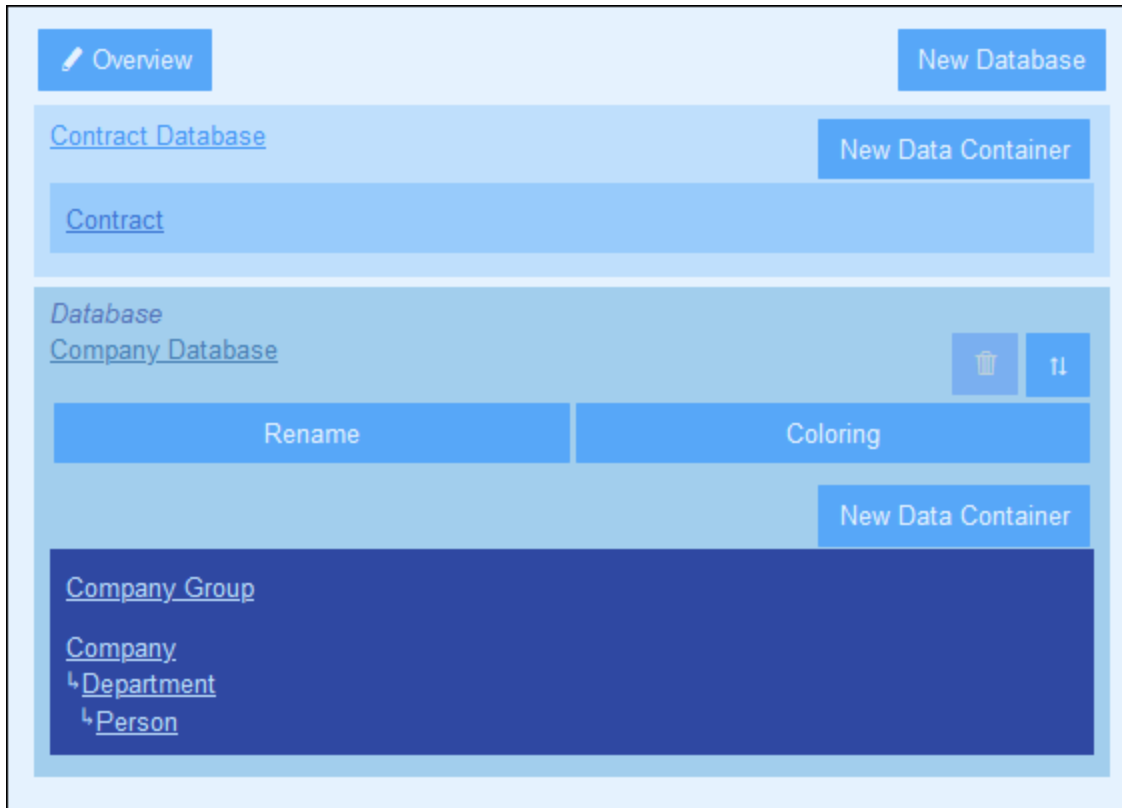 Overview
New Database
Contract Database
New Data Container
Contract
Database
Company Database
Rename
Coloring
New Data Container
Company Group
Company
Department
Person